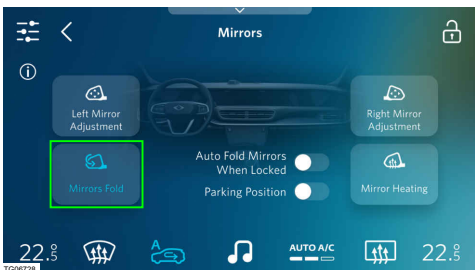 Mirrors
Left Mirror
Adjustment
Right Mirror
Adjustment
Mirrors Fold
Auto Fold Mirrors
When Locked
Parking Position
Mirror Heating
22.5
A
AUTO A/C
22.5
TG06728